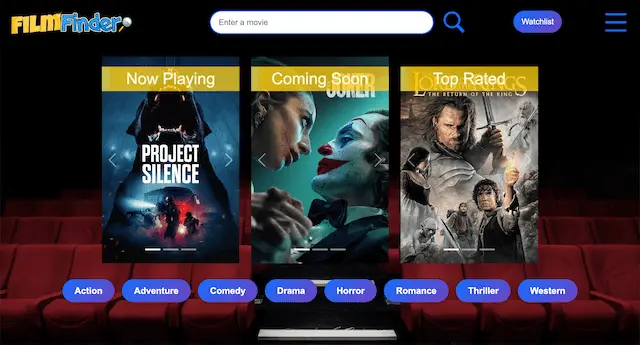 FILMFinder
Enter a movie
Watchlist
Now Playing
Coming Soon
Top Rated
JOKER
LORD OF THE RINGS
THE RETURN OF THE KING
PROJECT
SILENCE
Action
Adventure
Comedy
Drama
Horror
Romance
Thriller
Western